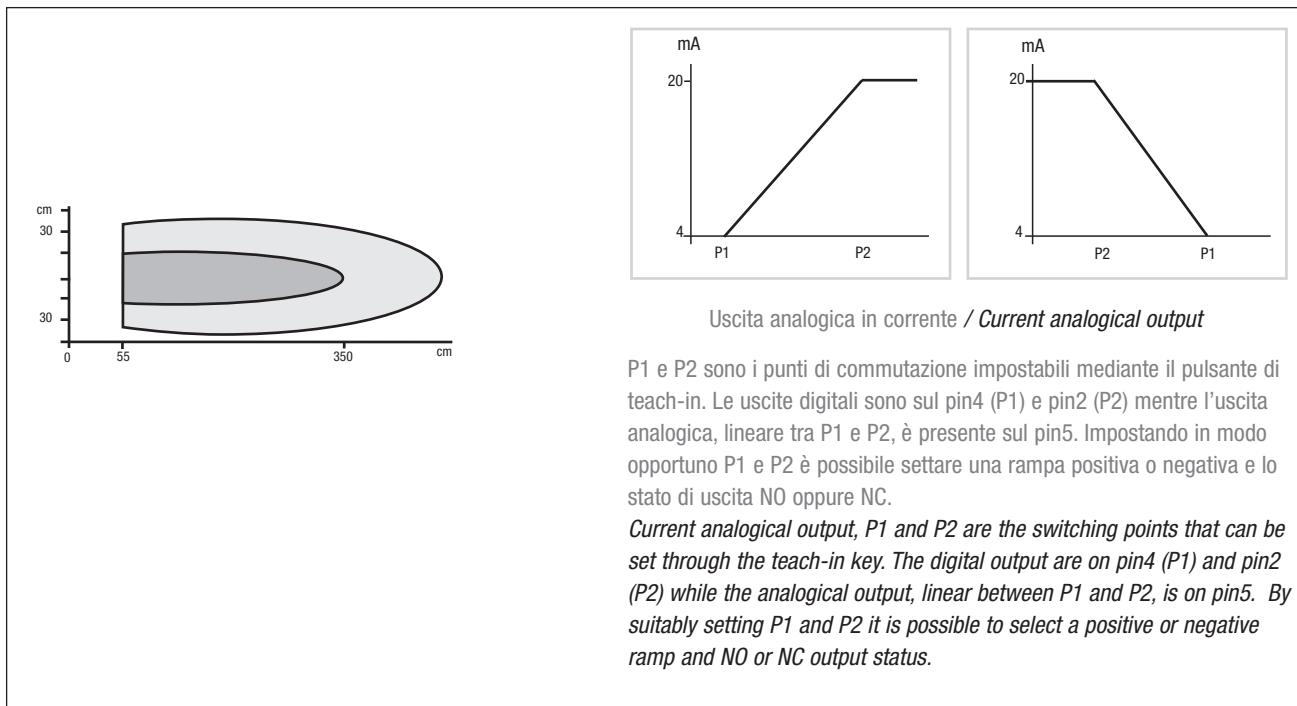 cm
30
30
0
55
350
cm
mA
20
4
P1
P2
mA
20
4
P2
P1
Uscita analogica in corrente / Current analogical output
P1 e P2 sono i punti di commutazione impostabili mediante il pulsante di
teach-in. Le uscite digitali sono sul pin4 (P1) e pin2 (P2) mentre l'uscita
analogica, lineare tra P1 e P2, è presente sul pin5. Impostando in modo
opportuno P1 e P2 è possibile settare una rampa positiva o negativa e lo
stato di uscita NO oppure NC.
Current analogical output, P1 and P2 are the switching points that can be
set through the teach-in key. The digital output are on pin4 (P1) and pin2
(P2) while the analogical output, linear between P1 and P2, is on pin5. By
suitably setting P1 and P2 it is possible to select a positive or negative
ramp and NO or NC output status.